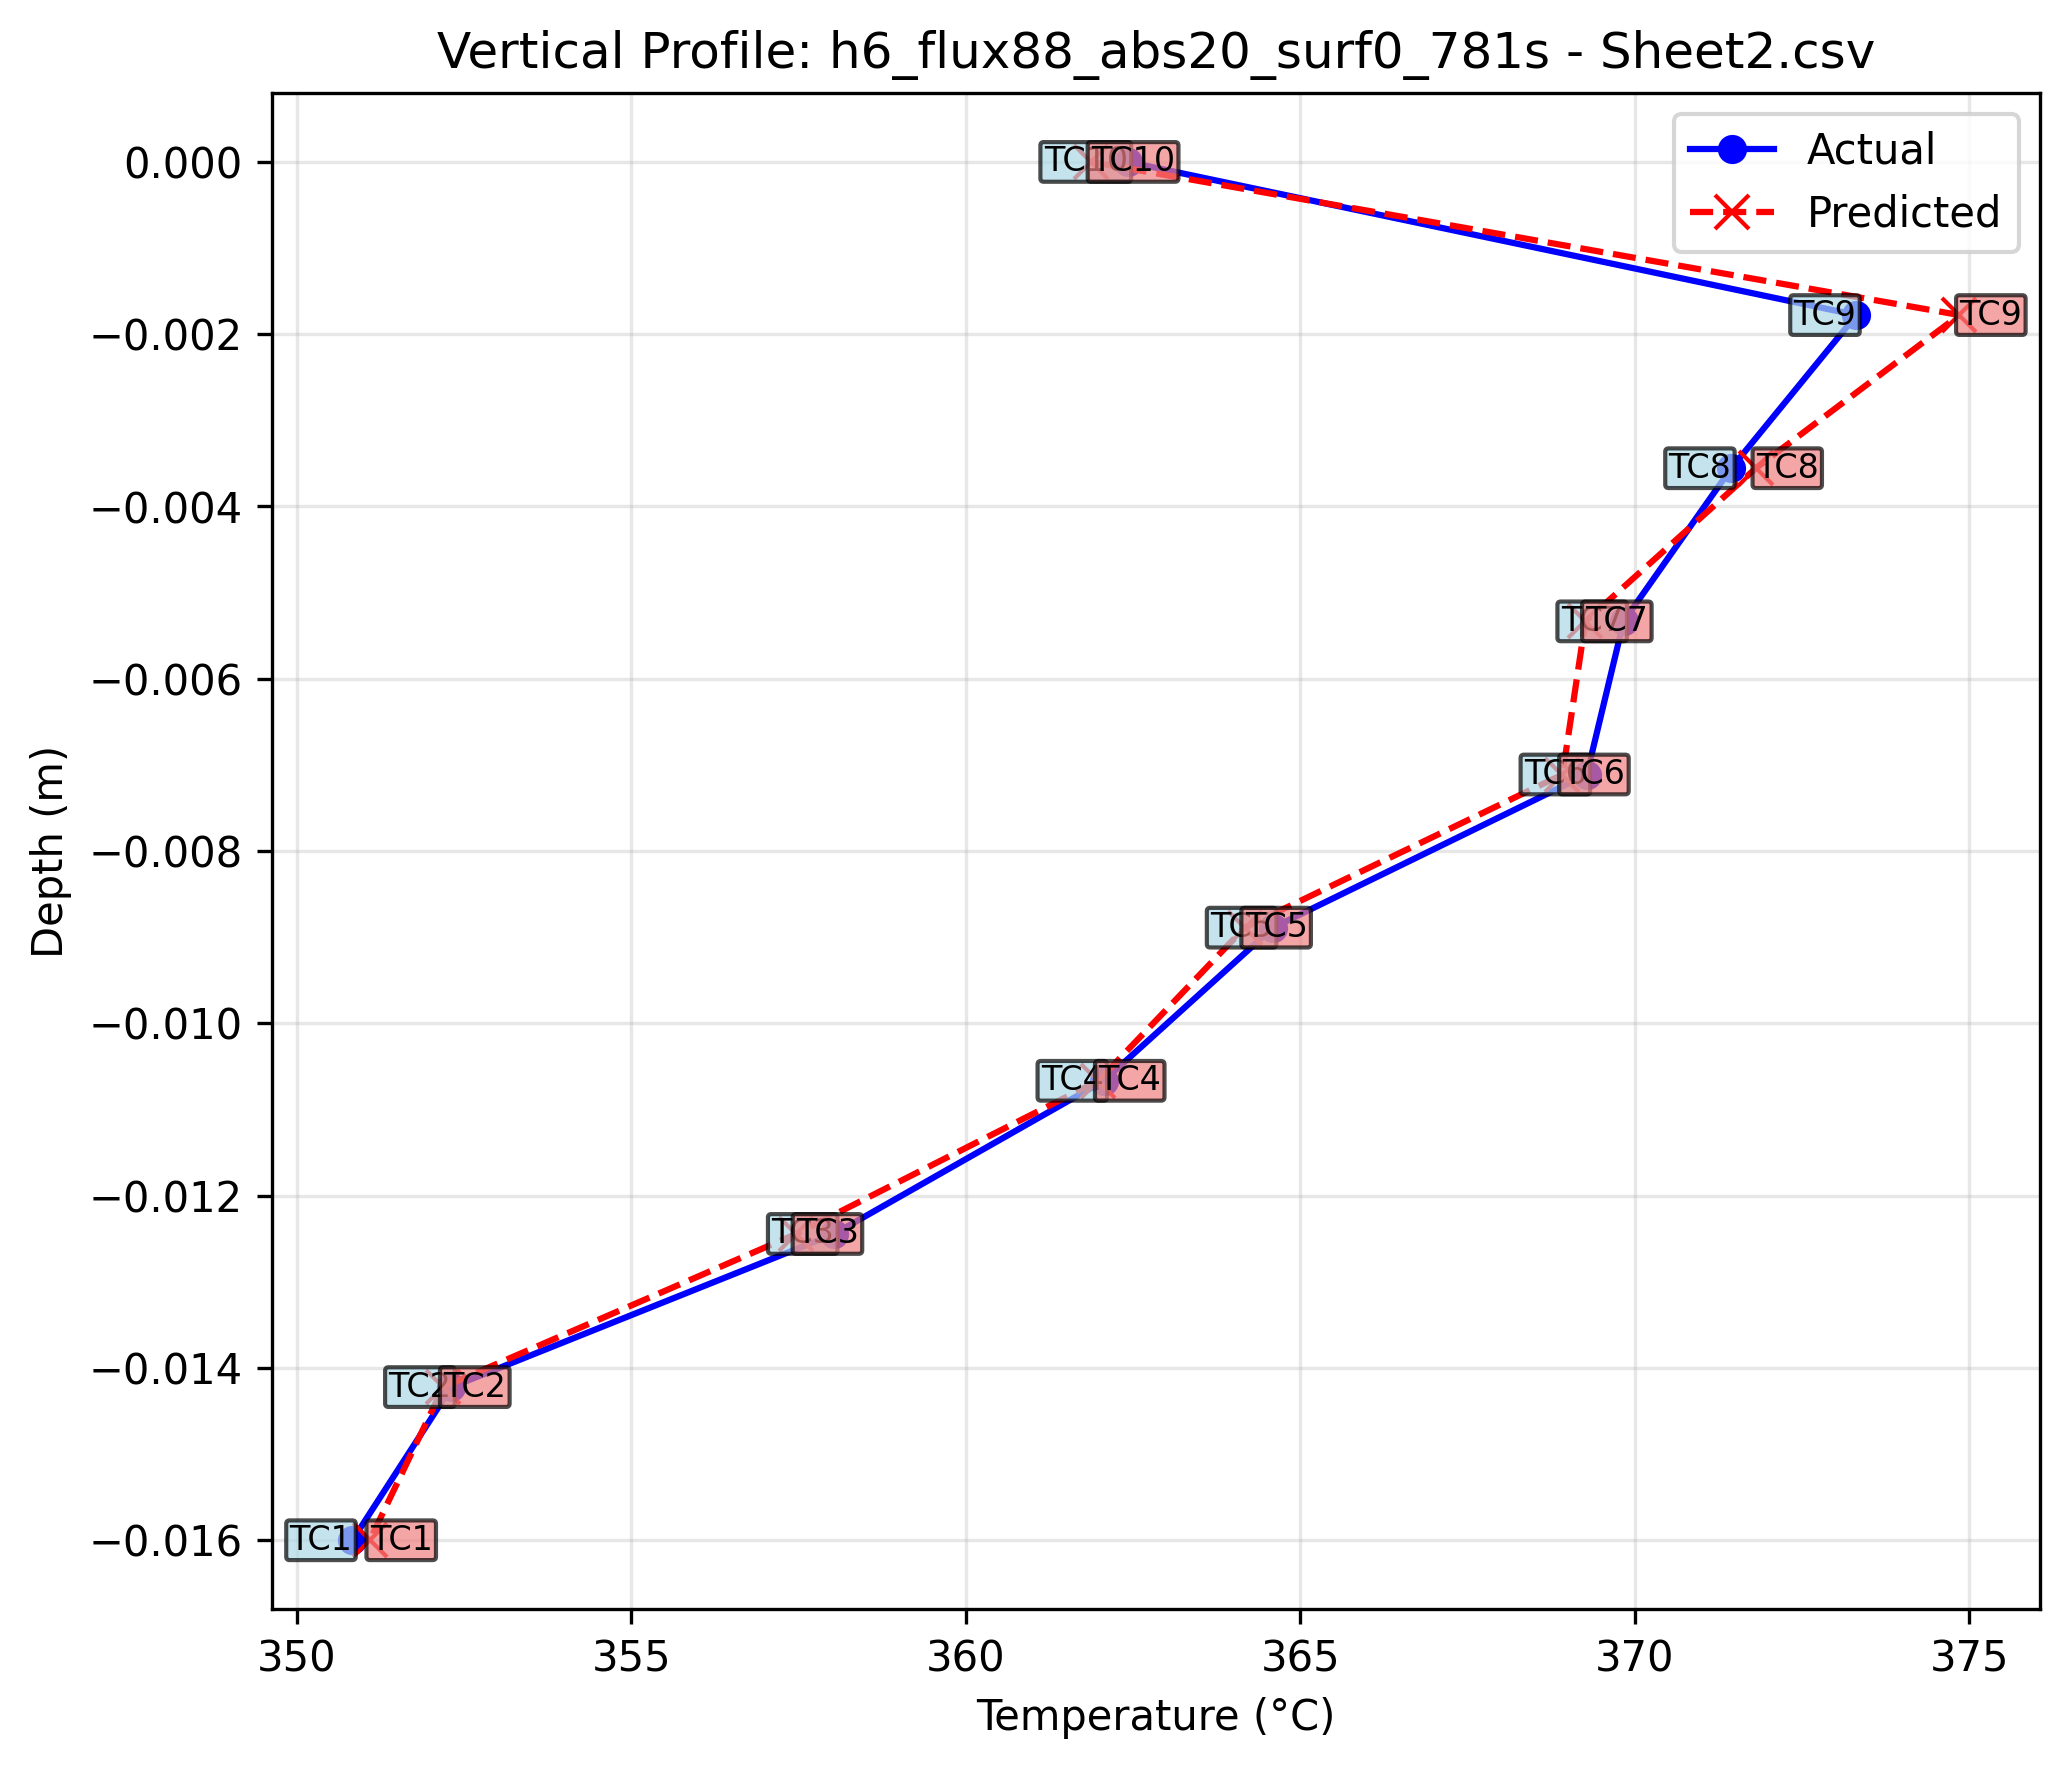 Vertical Profile: h6_flux88_abs20_surf0_781s - Sheet2.csv
Actual
Predicted
0.000
−0.002
−0.004
−0.006
−0.008
−0.010
−0.012
−0.014
−0.016
Depth (m)
TC10
TC9
TC9
TC8
TC8
TC7
TC6
TC5
TC4
TC4
TC3
TC2
TC2
TC1
TC1
350
355
360
365
370
375
Temperature (°C)